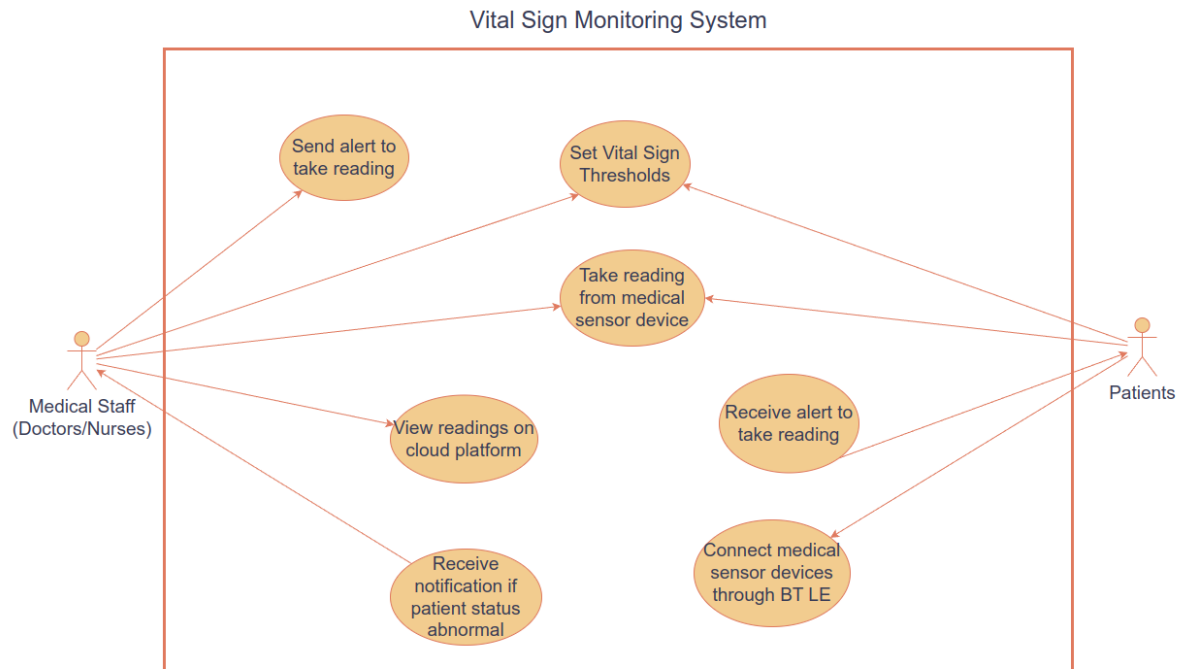 Vital Sign Monitoring System
Send alert to
take reading
Set Vital Sign
Thresholds
Take reading
from medical
sensor device
Medical Staff
(Doctors/Nurses)
Patients
View readings on
cloud platform
Receive alert to
take reading
Receive
notification if
patient status
abnormal
Connect medical
sensor devices
through BT LE